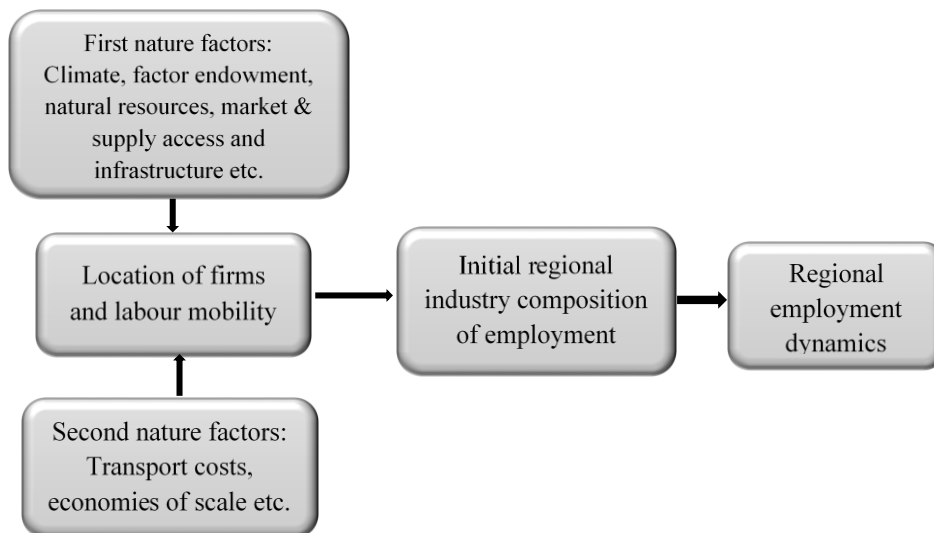 First nature factors:
Climate, factor endowment,
natural resources, market &
supply access and
infrastructure etc.
Location of firms
and labour mobility
Second nature factors:
Transport costs,
economies of scale etc.
Initial regional
industry composition
of employment
Regional
employment
dynamics